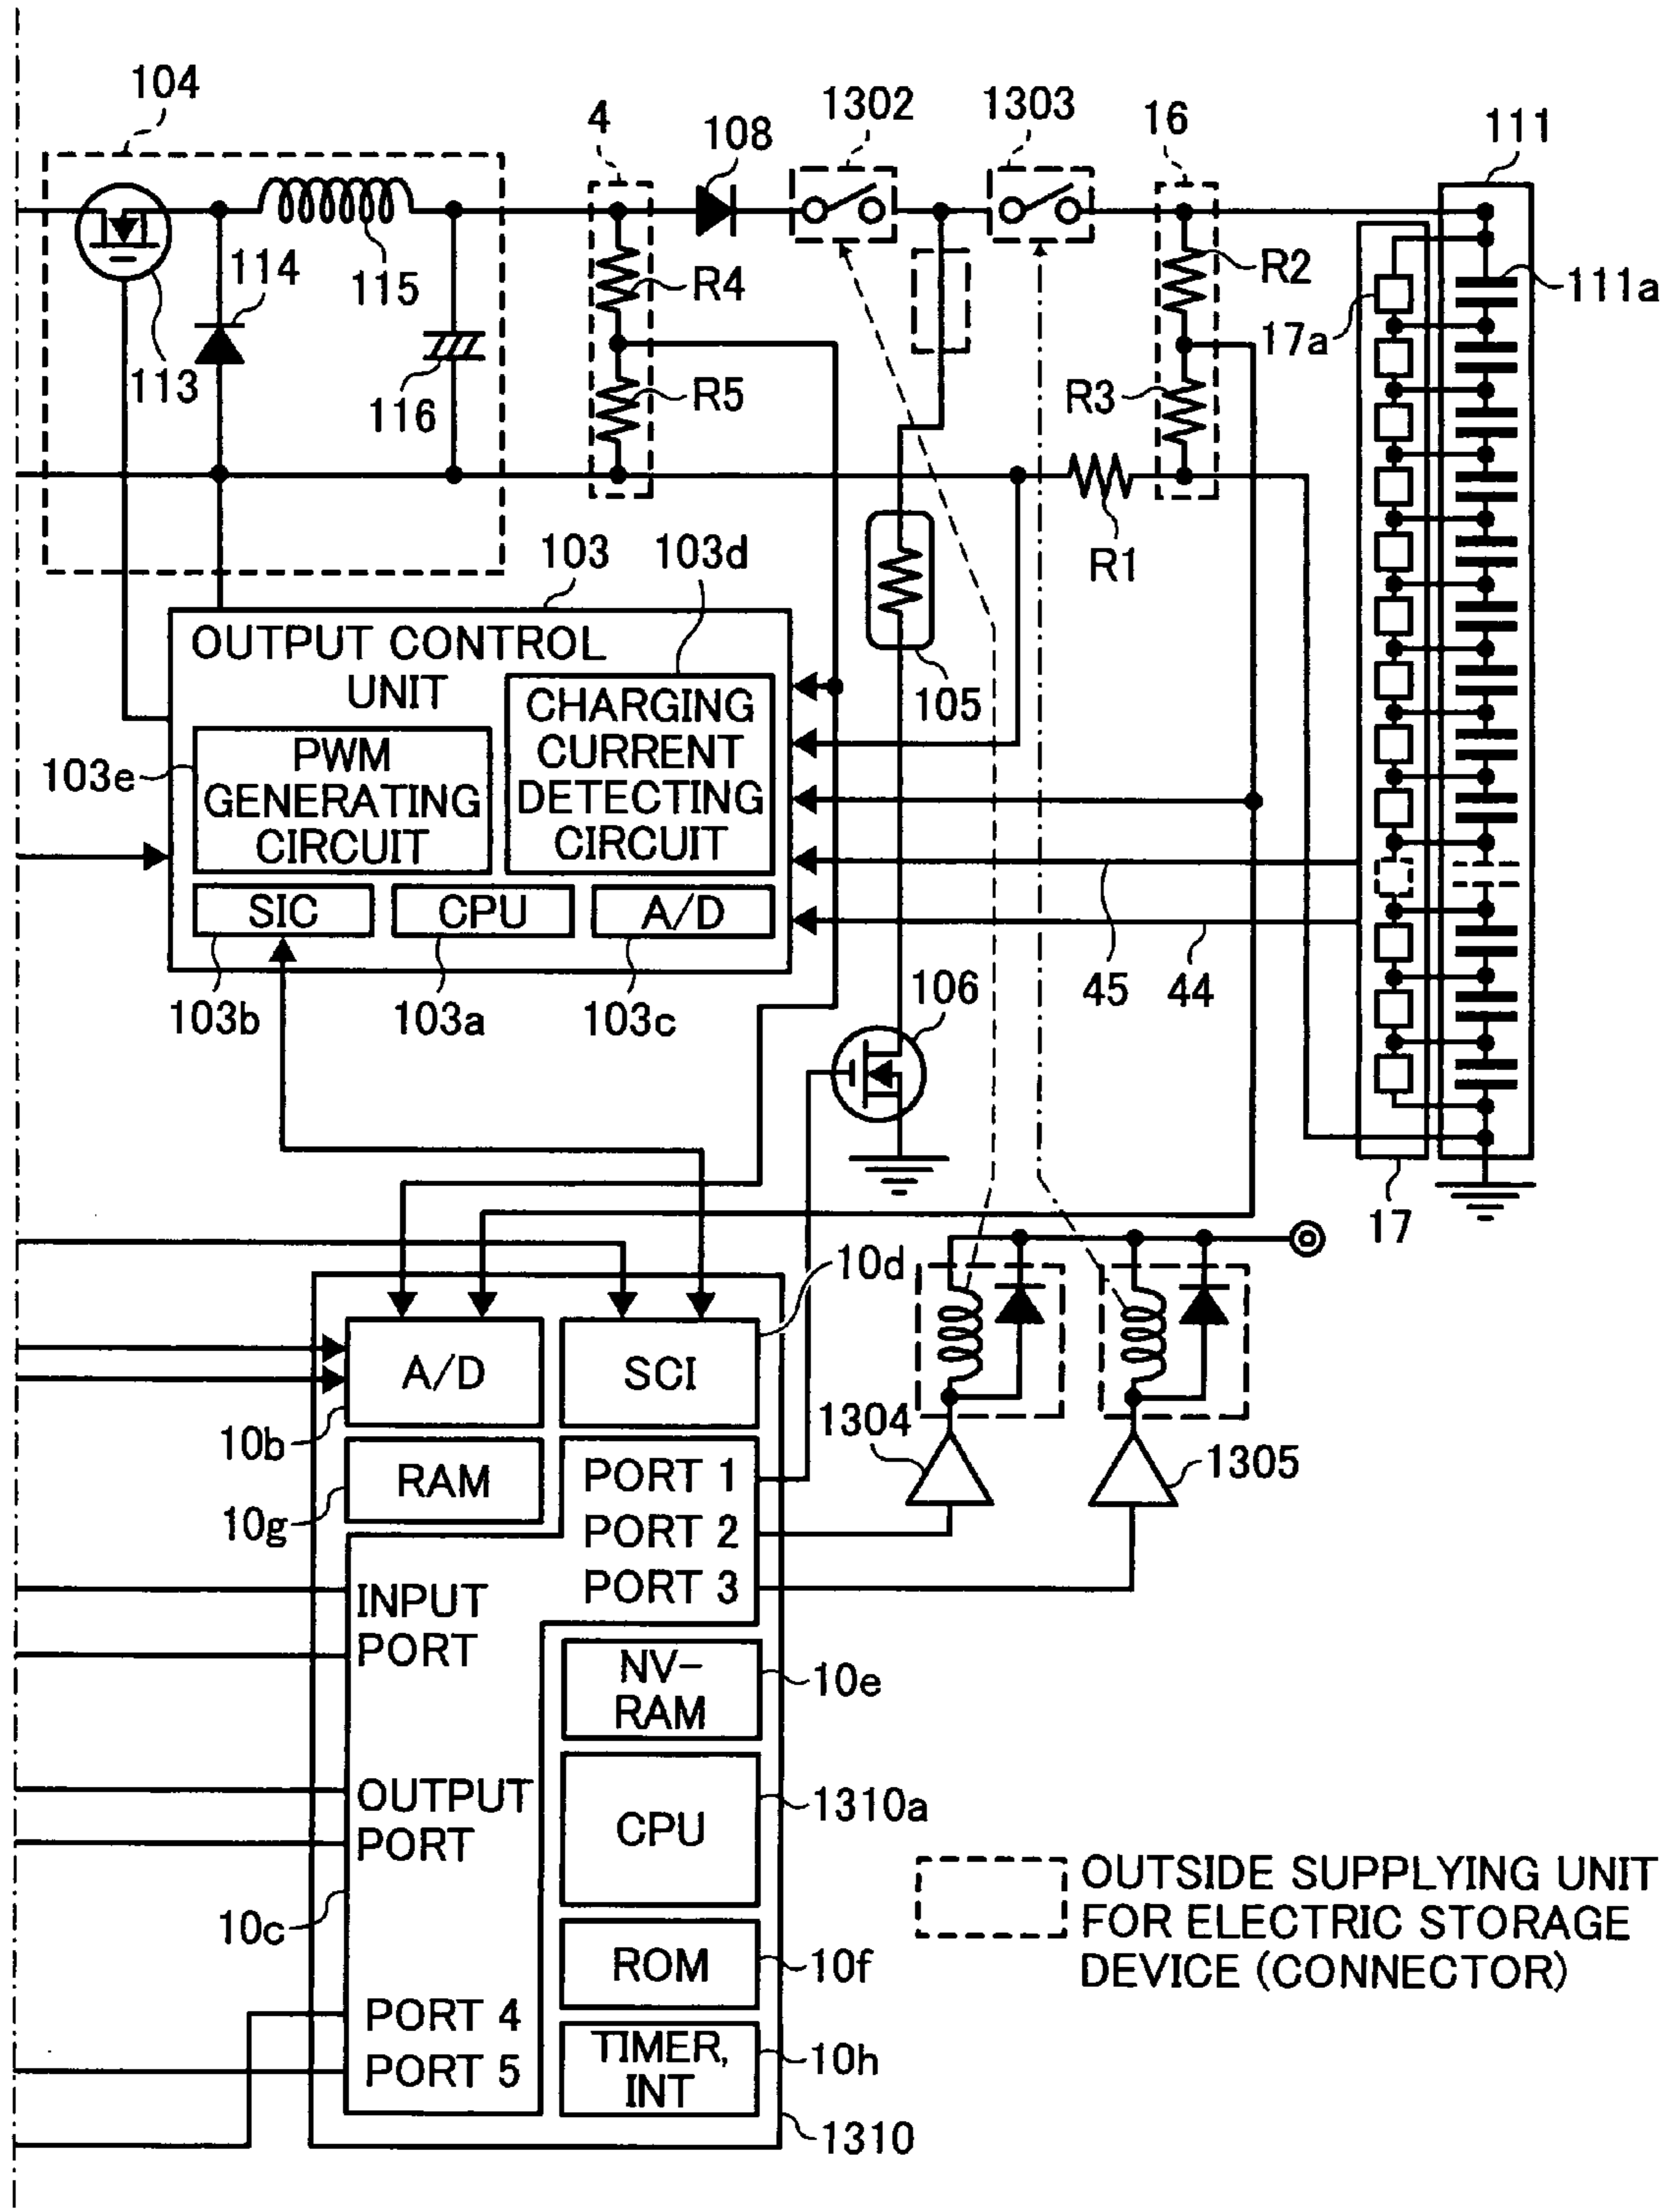 104
4
108
1302
1303
16
111
114
115
R4
R2
111a
17a
113
116
R5
R3
R1
103
103d
OUTPUT CONTROL
UNIT
CHARGING
CURRENT
DETECTING
CIRCUIT
105
103e
PWM
GENERATING
CIRCUIT
SIC
CPU
A/D
103b
103a
103c
106
45
44
17
10d
A/D
SCI
1304
1305
10b
RAM
10g
PORT 1
PORT 2
PORT 3
INPUT
PORT
NV-
RAM
10e
OUTPUT
PORT
CPU
1310a
10c
ROM
10f
PORT 4
PORT 5
TIMER,
INT
10h
1310
OUTSIDE SUPPLYING UNIT
FOR ELECTRIC STORAGE
DEVICE (CONNECTOR)